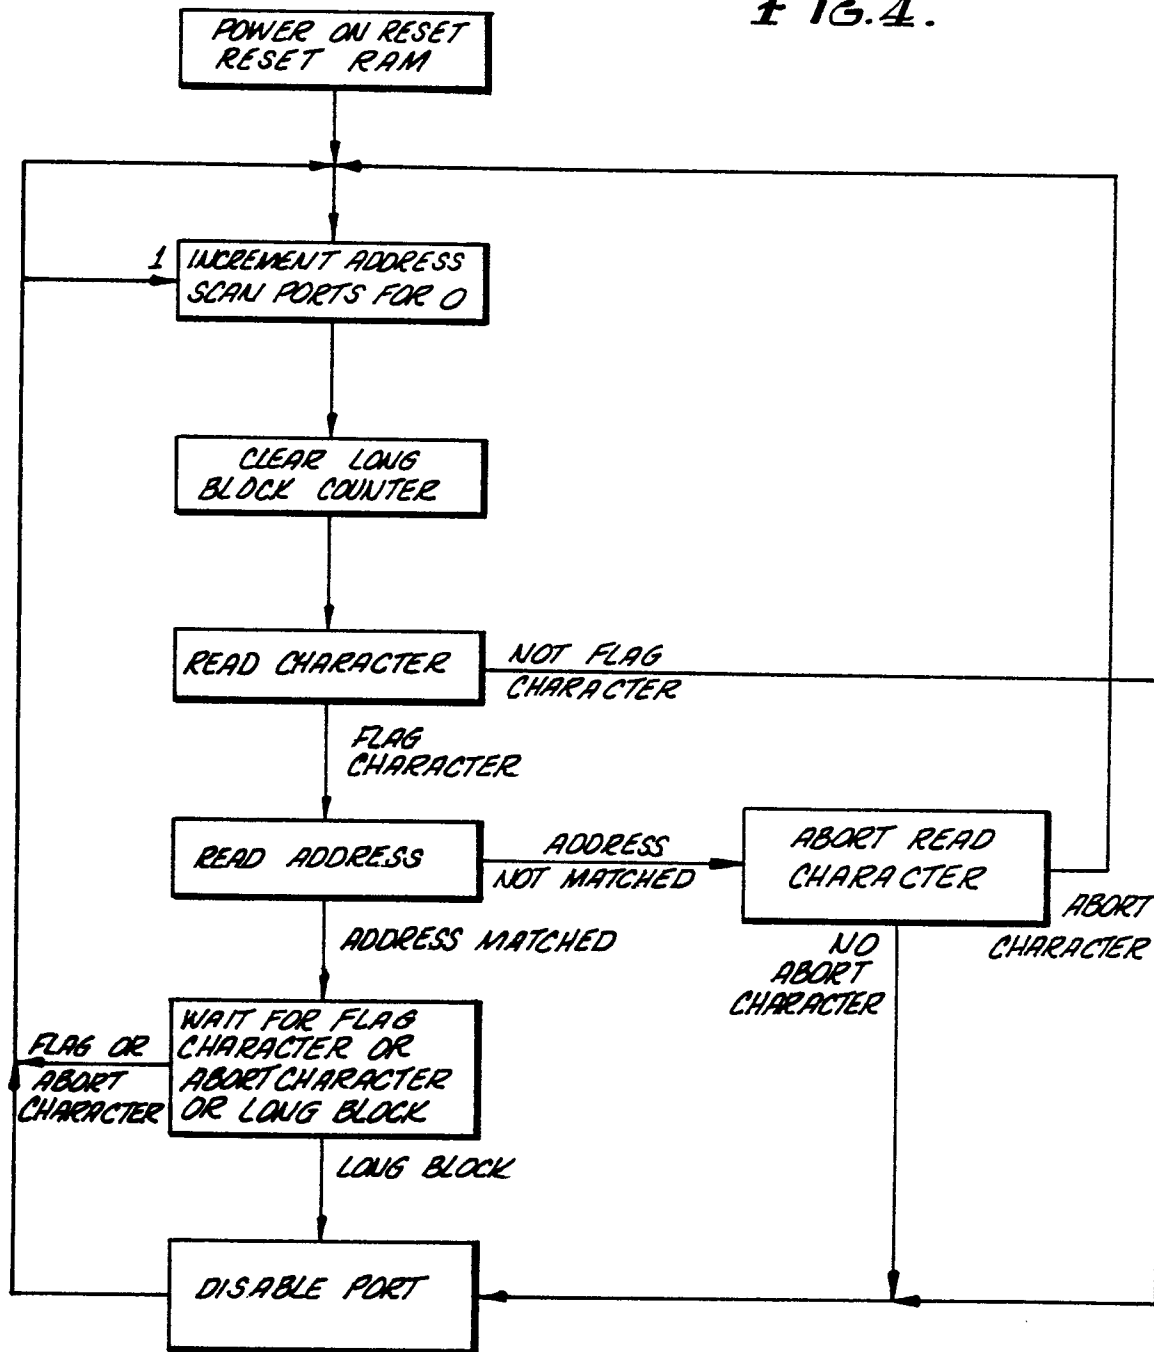 FIG.4.
POWER ON RESET
RESET RAM
1
INCREMENT ADDRESS
SCAN PORTS FOR 0
CLEAR LONG
BLOCK COUNTER
READ CHARACTER
NOT FLAG
CHARACTER
FLAG
CHARACTER
READ ADDRESS
ADDRESS
NOT MATCHED
ABORT READ
CHARACTER
ADDRESS MATCHED
NO
ABORT
CHARACTER
ABORT
CHARACTER
WAIT FOR FLAG
CHARACTER OR
ABORT CHARACTER
OR LONG BLOCK
FLAG OR
ABORT
CHARACTER
LONG BLOCK
DISABLE PORT